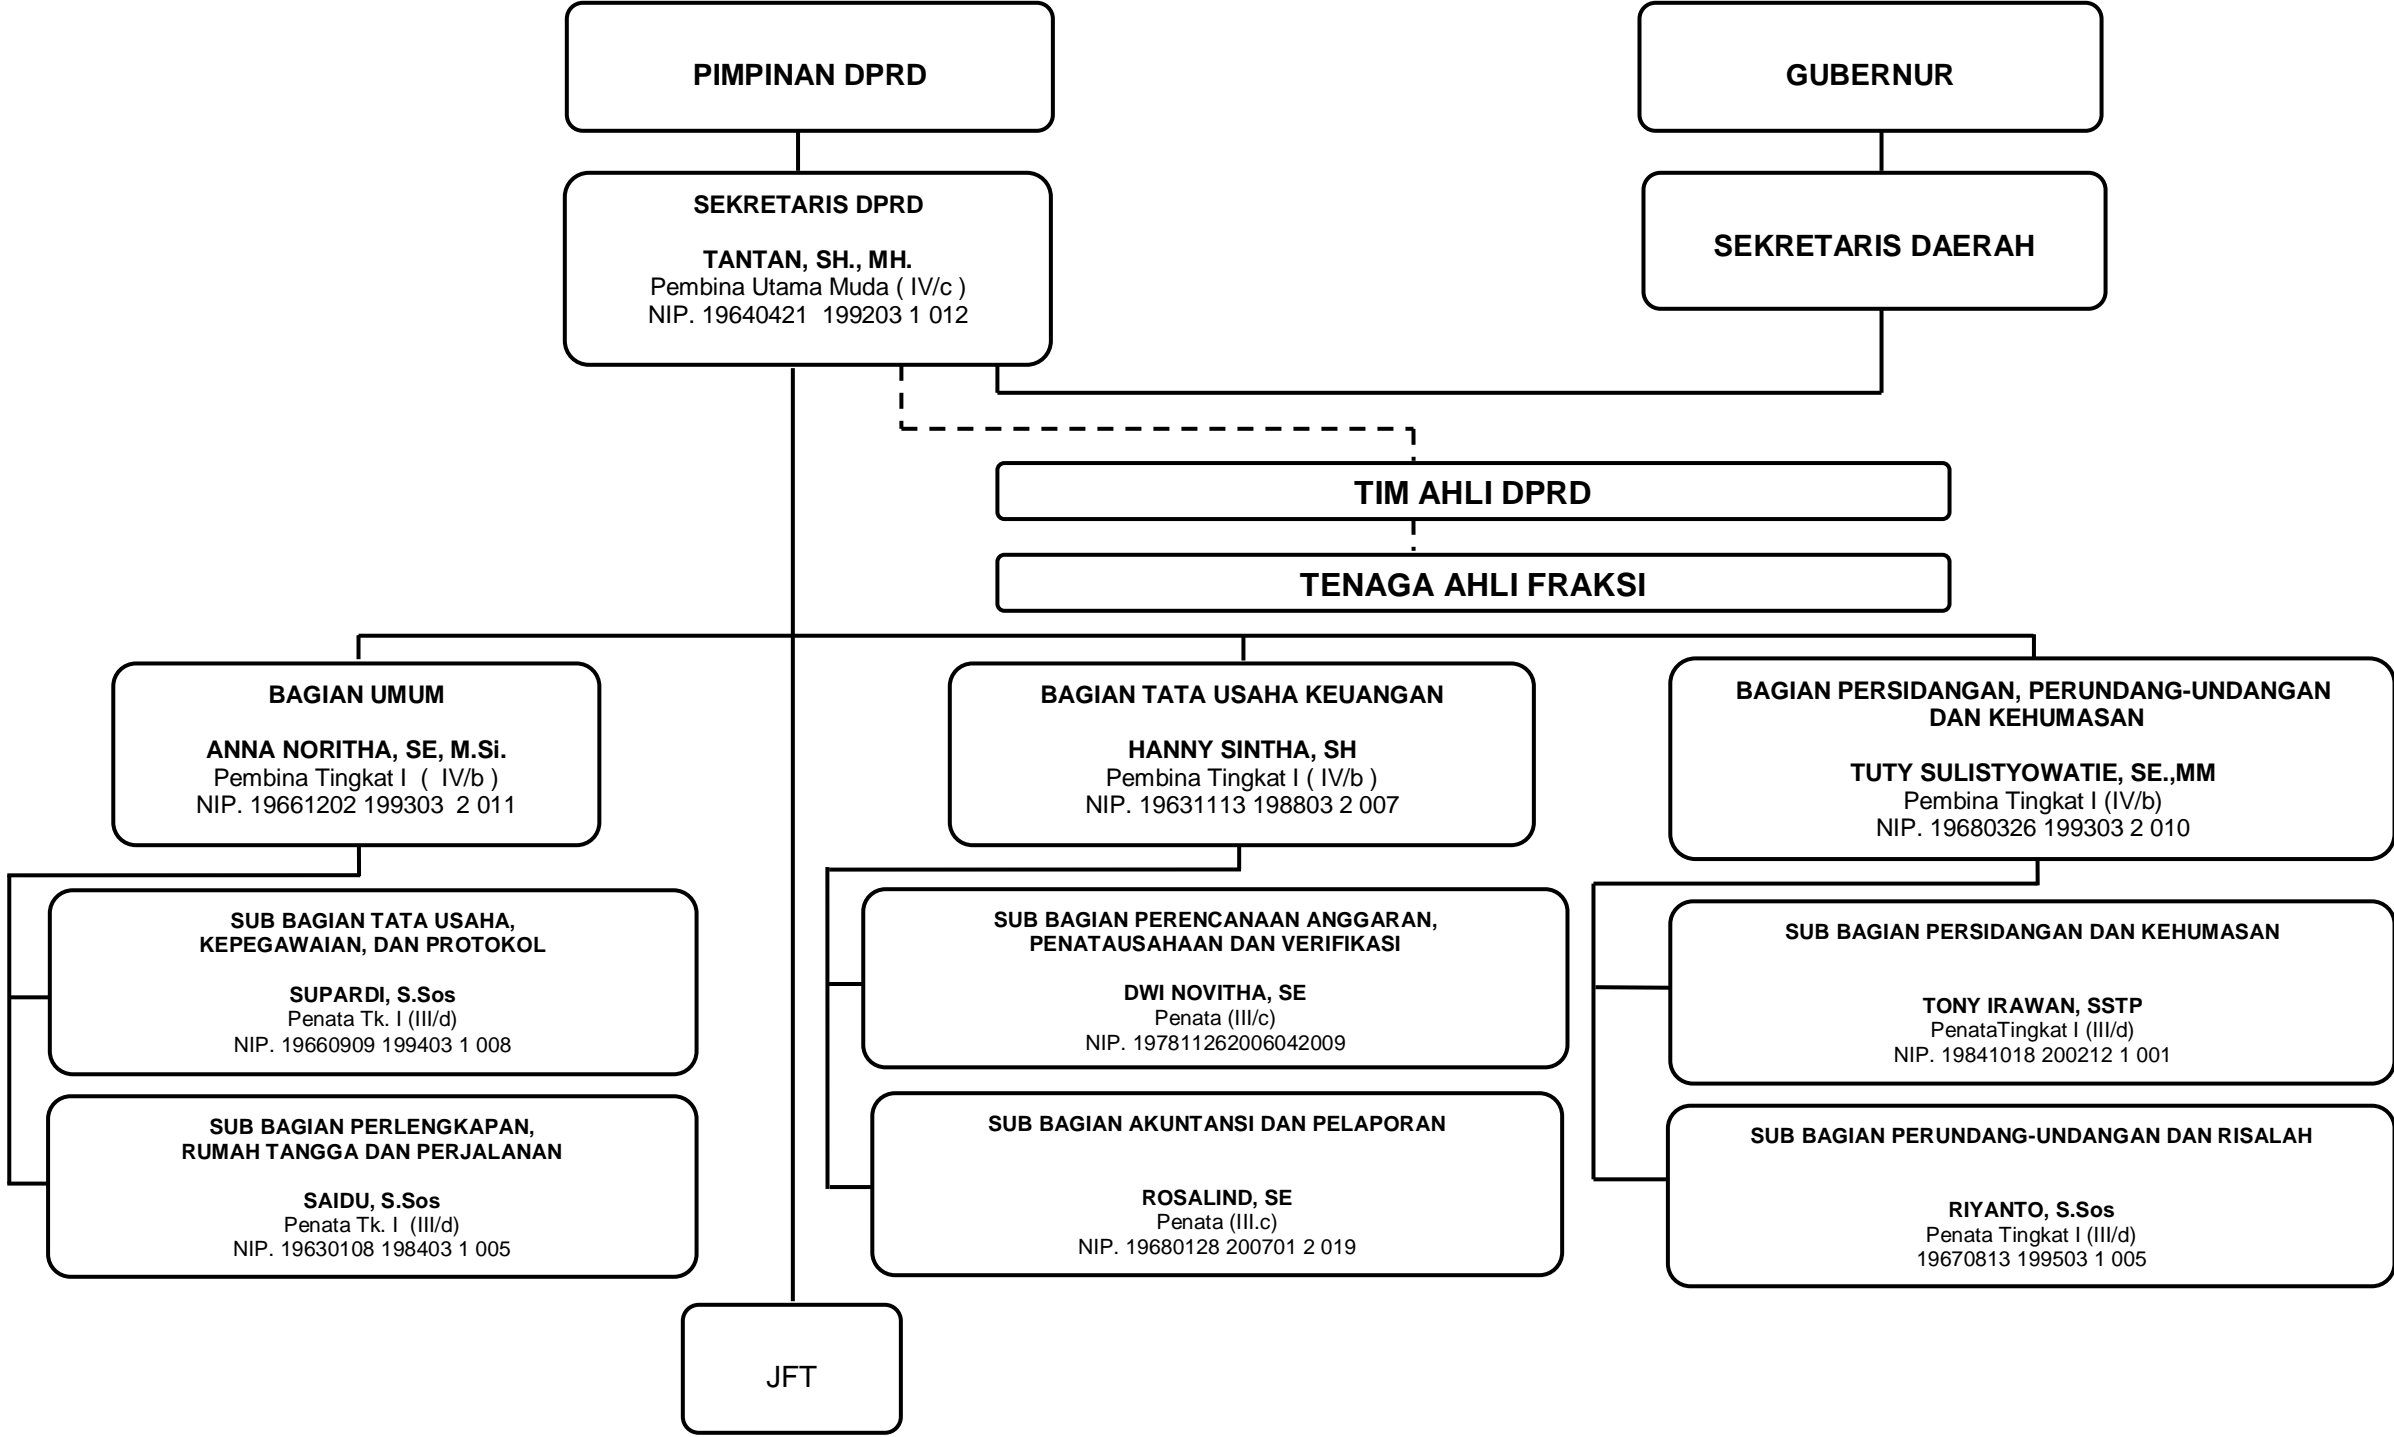 PIMPINAN DPRD
GUBERNUR
SEKRETARIS DPRD
TANTAN, SH., MH.
Pembina Utama Muda ( IV/c )
NIP. 19640421  199203 1 012
SEKRETARIS DAERAH
TIM AHLI DPRD
TENAGA AHLI FRAKSI
BAGIAN UMUM
ANNA NORITHA, SE, M.Si.
Pembina Tingkat I  (  IV/b )
NIP. 19661202 199303  2 011
BAGIAN TATA USAHA KEUANGAN
HANNY SINTHA, SH
Pembina Tingkat I ( IV/b )
NIP. 19631113 198803 2 007
BAGIAN PERSIDANGAN, PERUNDANG-UNDANGAN
DAN KEHUMASAN
TUTY SULISTYOWATIE, SE.,MM
Pembina Tingkat I (IV/b)
NIP. 19680326 199303 2 010
SUB BAGIAN TATA USAHA,
KEPEGAWAIAN, DAN PROTOKOL
SUPARDI, S.Sos
Penata Tk. I (III/d)
NIP. 19660909 199403 1 008
SUB BAGIAN PERENCANAAN ANGGARAN,
PENATAUSAHAAN DAN VERIFIKASI
DWI NOVITHA, SE
Penata (III/c)
NIP. 197811262006042009
SUB BAGIAN PERSIDANGAN DAN KEHUMASAN
TONY IRAWAN, SSTP
PenataTingkat I (III/d)
NIP. 19841018 200212 1 001
SUB BAGIAN PERLENGKAPAN,
RUMAH TANGGA DAN PERJALANAN
SAIDU, S.Sos
Penata Tk. I  (III/d)
NIP. 19630108 198403 1 005
SUB BAGIAN AKUNTANSI DAN PELAPORAN
ROSALIND, SE
Penata (III.c)
NIP. 19680128 200701 2 019
SUB BAGIAN PERUNDANG-UNDANGAN DAN RISALAH
RIYANTO, S.Sos
Penata Tingkat I (III/d)
19670813 199503 1 005
JFT